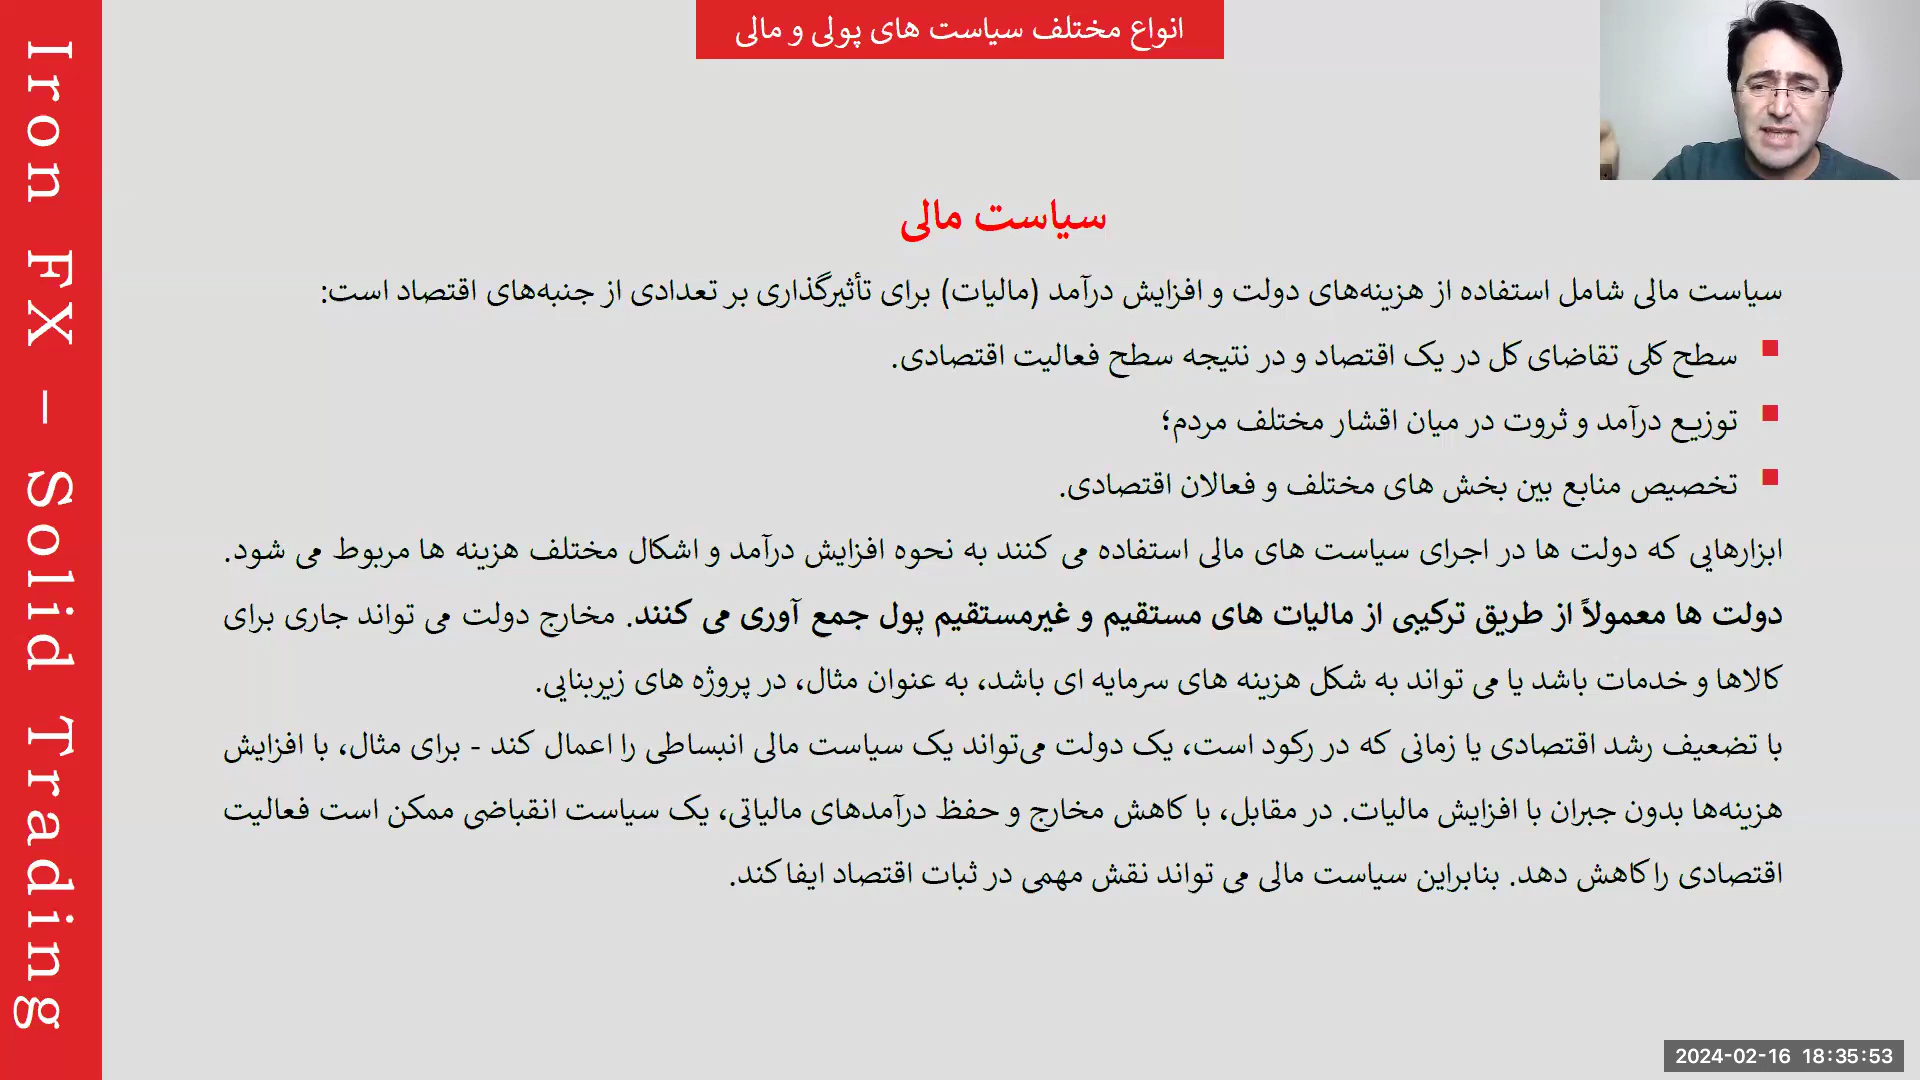 انواع مختلف سیاست های پولی و مالی
Iron FX – Solid Trading
سیاست مالی
سیاست مالی شامل استفاده از هزینه‌های دولت و افزایش درآمد (مالیات) برای تأثیرگذاری بر تعدادی از جنبه‌های اقتصاد است:
سطح کلی تقاضای کل در یک اقتصاد و در نتیجه سطح فعالیت اقتصادی.
توزیع درآمد و ثروت در میان اقشار مختلف مردم؛
تخصیص منابع بین بخش های مختلف و فعالان اقتصادی.
ابزارهایی که دولت ها در اجرای سیاست های مالی استفاده می کنند به نحوه افزایش درآمد و اشکال مختلف هزینه ها مربوط می شود.
دولت ها معمولاً از طریق ترکیبی از مالیات های مستقیم و غیرمستقیم پول جمع آوری می کنند. مخارج دولت می تواند جاری برای
کالاها و خدمات باشد یا می تواند به شکل هزینه های سرمایه ای باشد، به عنوان مثال، در پروژه های زیربنایی.
با تضعیف رشد اقتصادی یا زمانی که در رکود است، یک دولت می‌تواند یک سیاست مالی انبساطی را اعمال کند - برای مثال، با افزایش
هزینه‌ها بدون جبران با افزایش مالیات. در مقابل، با کاهش مخارج و حفظ درآمدهای مالیاتی، یک سیاست انقباضی ممکن است فعالیت
اقتصادی را کاهش دهد. بنابراین سیاست مالی می تواند نقش مهمی در ثبات اقتصاد ایفا کند.
2024-02-16 18:35:53